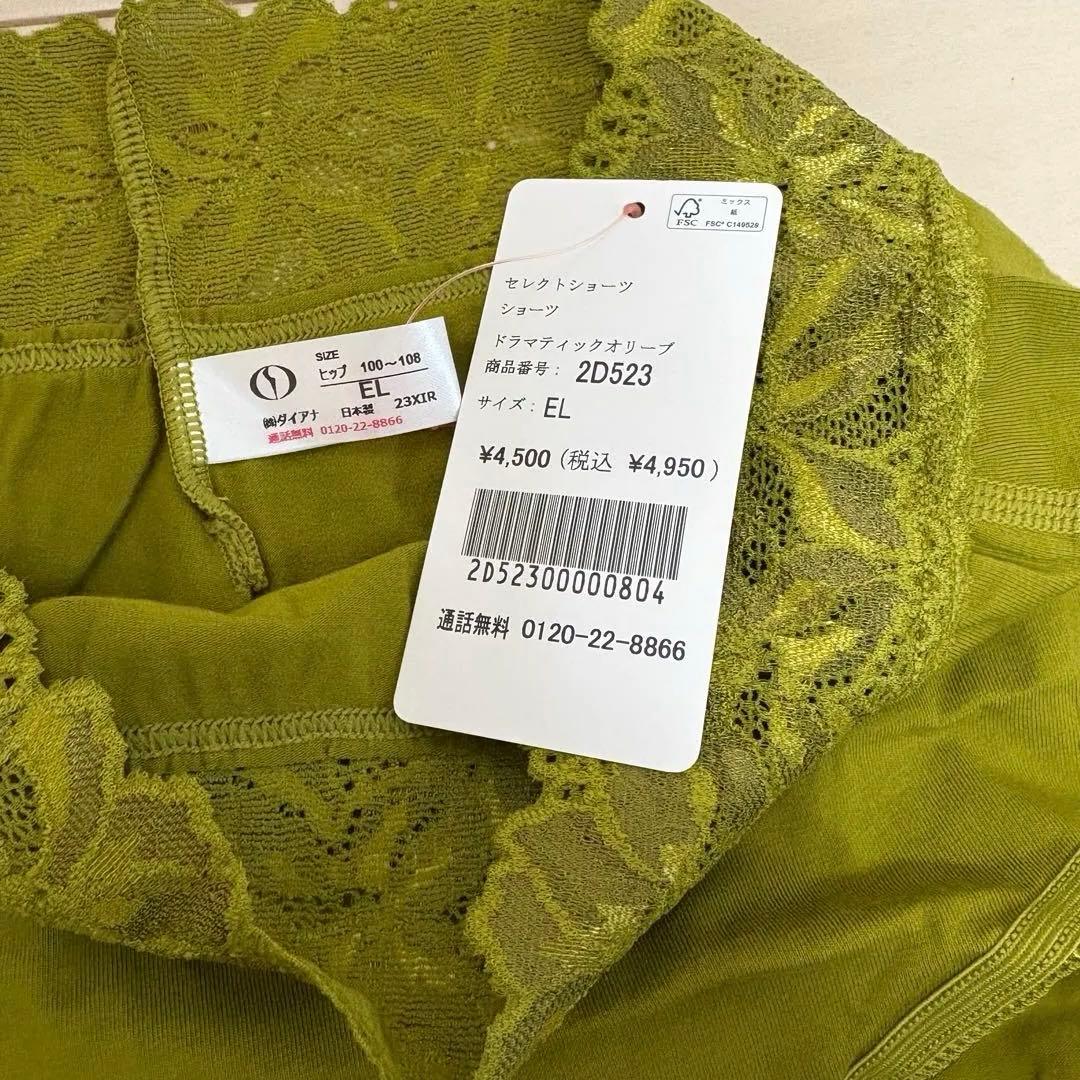 ミックス
紙
FSC
FSC® C149528
セレクトショーツ
ショーツ
ドラマティックオリーブ
商品番号: 2D523
サイズ: EL
¥4,500 (税込 ¥4,950)
2D52300000804
通話無料 0120-22-8866
SIZE
ヒップ 100〜108
EL
㈱ダイアナ 日本製 23XIR
通話無料 0120-22-8866